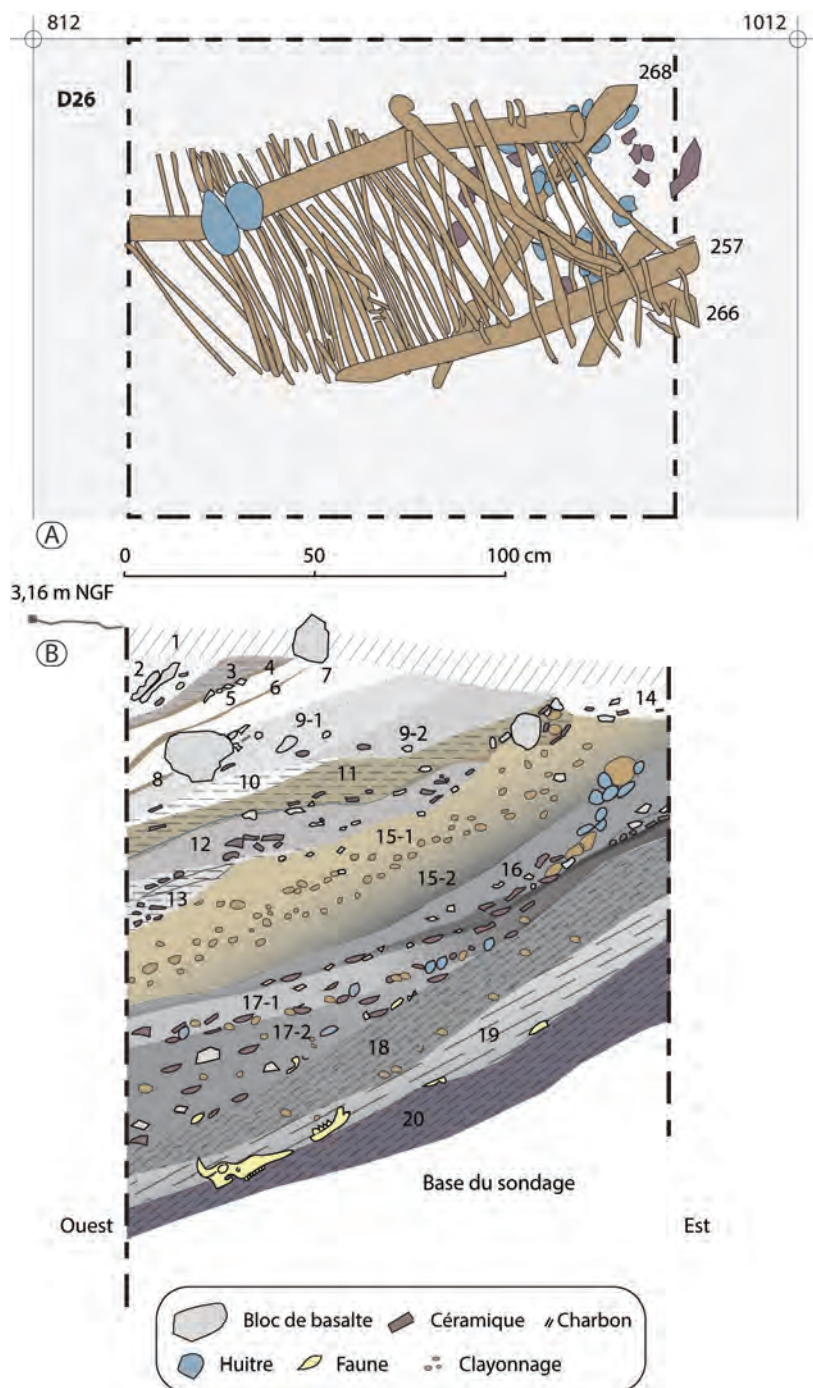 812 1012
D26
268
257
266
A
0 50 100 cm
3,16 m NGF
B
1
2 3 4
5 6 7
9-1
9-2
14
8 10 11
12
15-1
13
15-2
16
17-1
17-2
18 19
20
Base du sondage
Ouest Est
Bloc de basalte Céramique Charbon
Huitre Faune Clayonnage